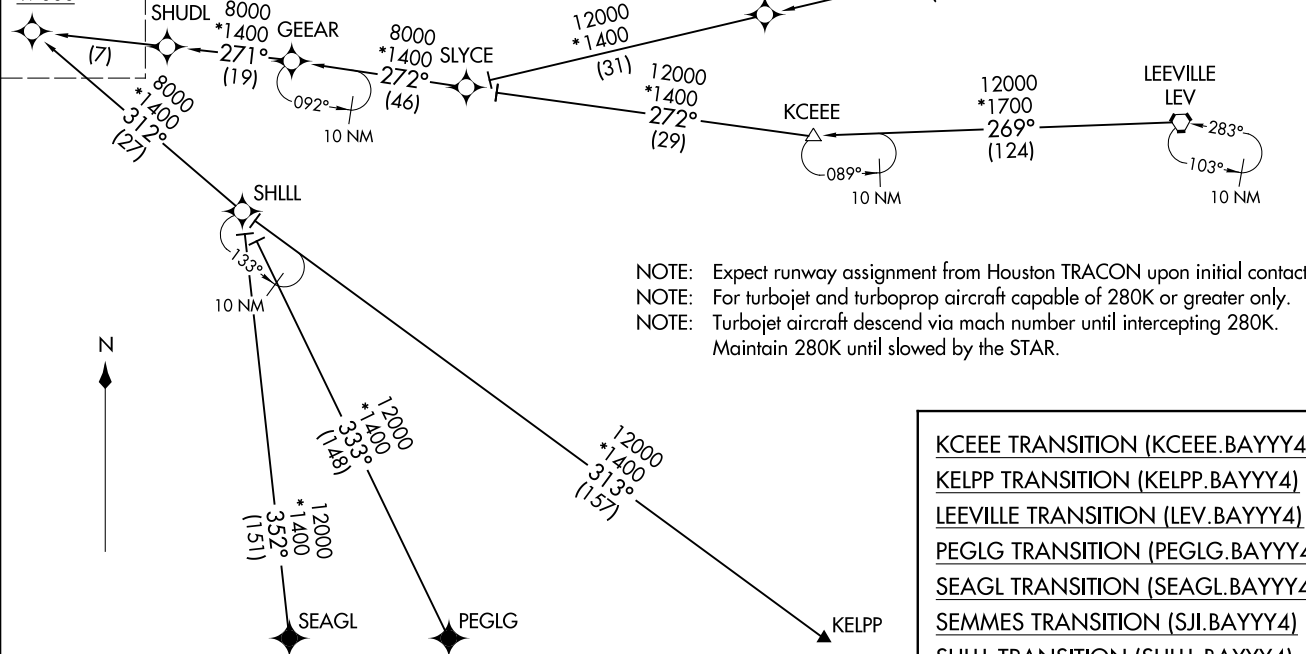 SHUDL
8000
*1400
271°
(19)
GEEAR
8000
*1400
272°
(46)
SLYCE
12000
*1400
(31)
(7)
092°
10 NM
12000
*1400
272°
(29)
KCEEE
089°
10 NM
12000
*1700
269°
(124)
LEEVILLE
LEV
283°
103°
10 NM
8000
*1400
312°
(27)
SHLLL
133°
10 NM
NOTE: Expect runway assignment from Houston TRACON upon initial contact
NOTE: For turbojet and turboprop aircraft capable of 280K or greater only.
NOTE: Turbojet aircraft descend via mach number until intercepting 280K.
Maintain 280K until slowed by the STAR.
N
12000
*1400
333°
(148)
12000
*1400
313°
(157)
12000
*1400
352°
(151)
SEAGL
PEGLG
KELPP
KCEEE TRANSITION (KCEEE.BAYYY4
KELPP TRANSITION (KELPP.BAYYY4)
LEEVILLE TRANSITION (LEV.BAYYY4)
PEGLG TRANSITION (PEGLG.BAYYY4
SEAGL TRANSITION (SEAGL.BAYYY4
SEMMES TRANSITION (SJI.BAYYY4)
SHLLL TRANSITION (SHLLL.BAYYY4)